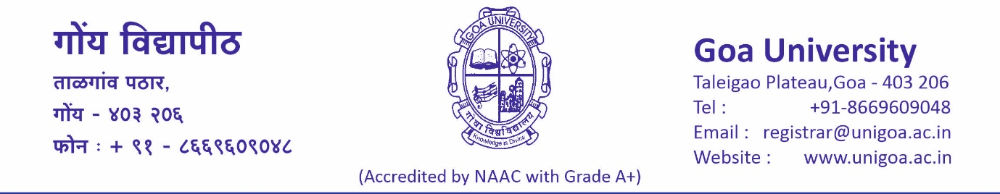 गोंय विद्यापीठ
ताळगांव पठार,
गोंय - ४०३ २०६
फोन : + ९१ - ८६६९६०९०४८
GOA UNIVERSITY
गोंवा विश्वविद्यालय
Knowledge is Divine
(Accredited by NAAC with Grade A+)
Goa University
Taleigao Plateau,Goa - 403 206
Tel : +91-8669609048
Email : registrar@unigoa.ac.in
Website : www.unigoa.ac.in